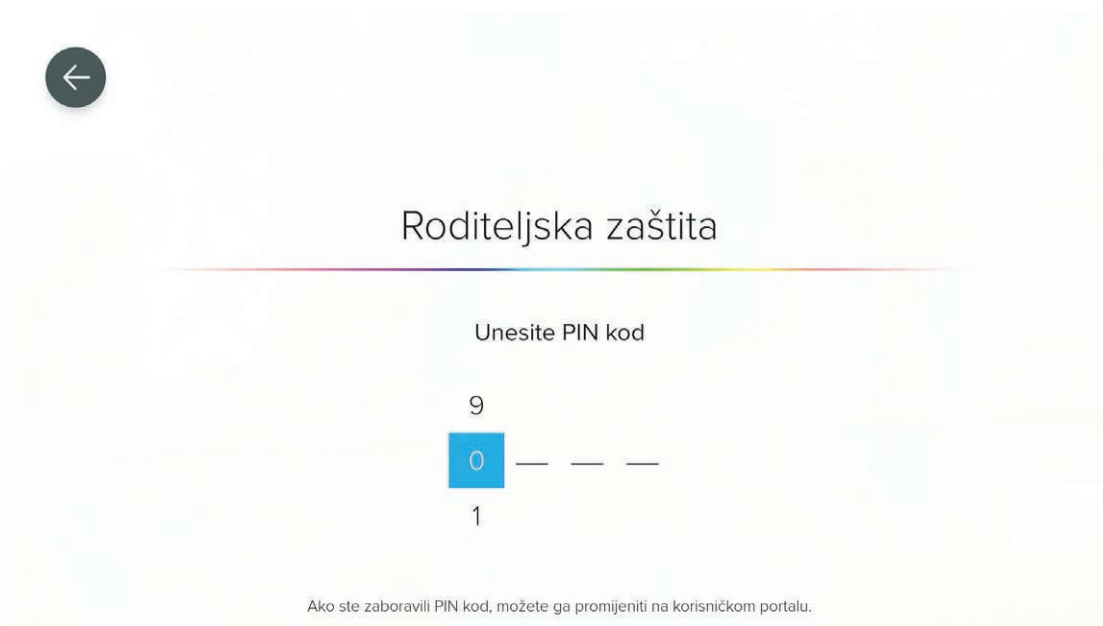 Roditeljska zaštita
Unesite PIN kod
9
0 _ _ _
1
Ako ste zaboravili PIN kod, možete ga promijeniti na korisničkom portalu.